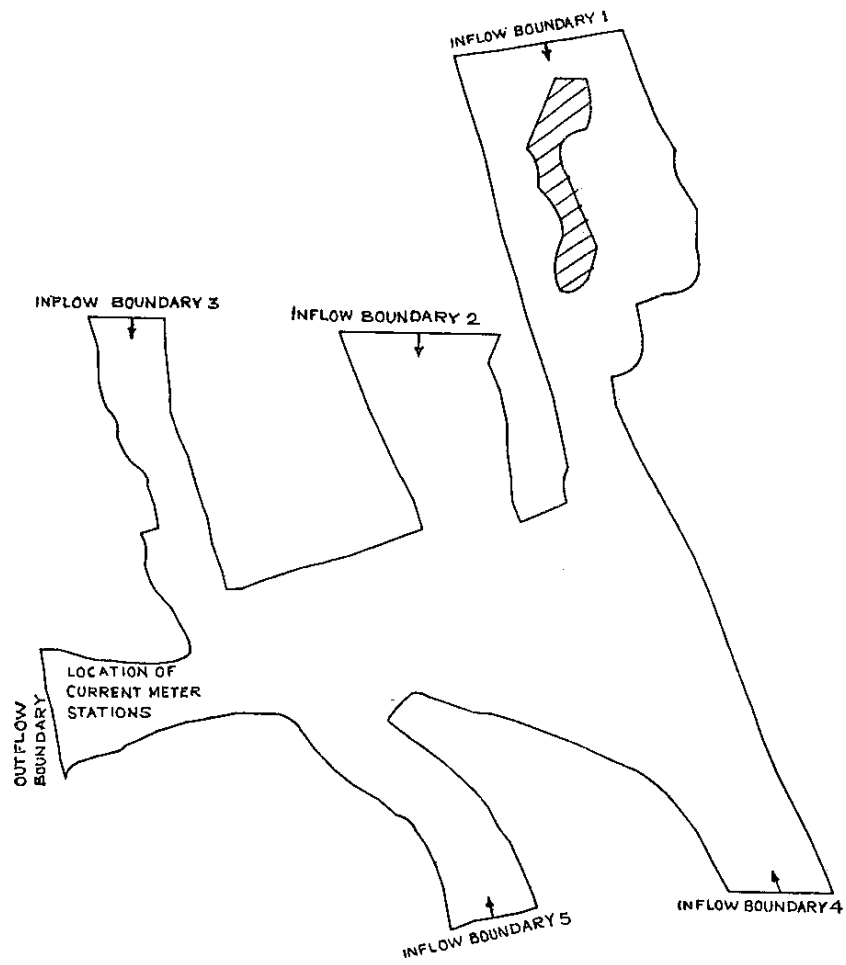 INFLOW BOUNDARY 1
INFLOW BOUNDARY 3
INFLOW BOUNDARY 2
LOCATION OF
CURRENT METER
STATIONS
OUTFLOW
BOUNDARY
INFLOW BOUNDARY 4
INFLOW BOUNDARY 5